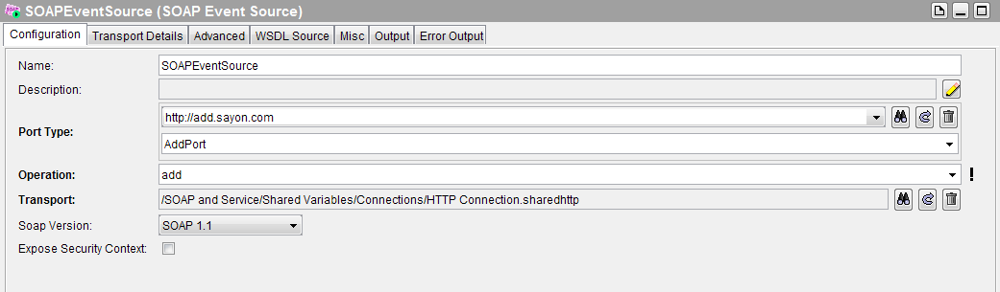 SOAPEventSource (SOAP Event Source)
Configuration Transport Details Advanced WSDL Source Misc Output Error Output
Name: SOAPEventSource
Description:
Port Type: http://add.sayon.com
AddPort
Operation: add !
Transport: /SOAP and Service/Shared Variables/Connections/HTTP Connection.sharedhttp
Soap Version: SOAP 1.1
Expose Security Context: